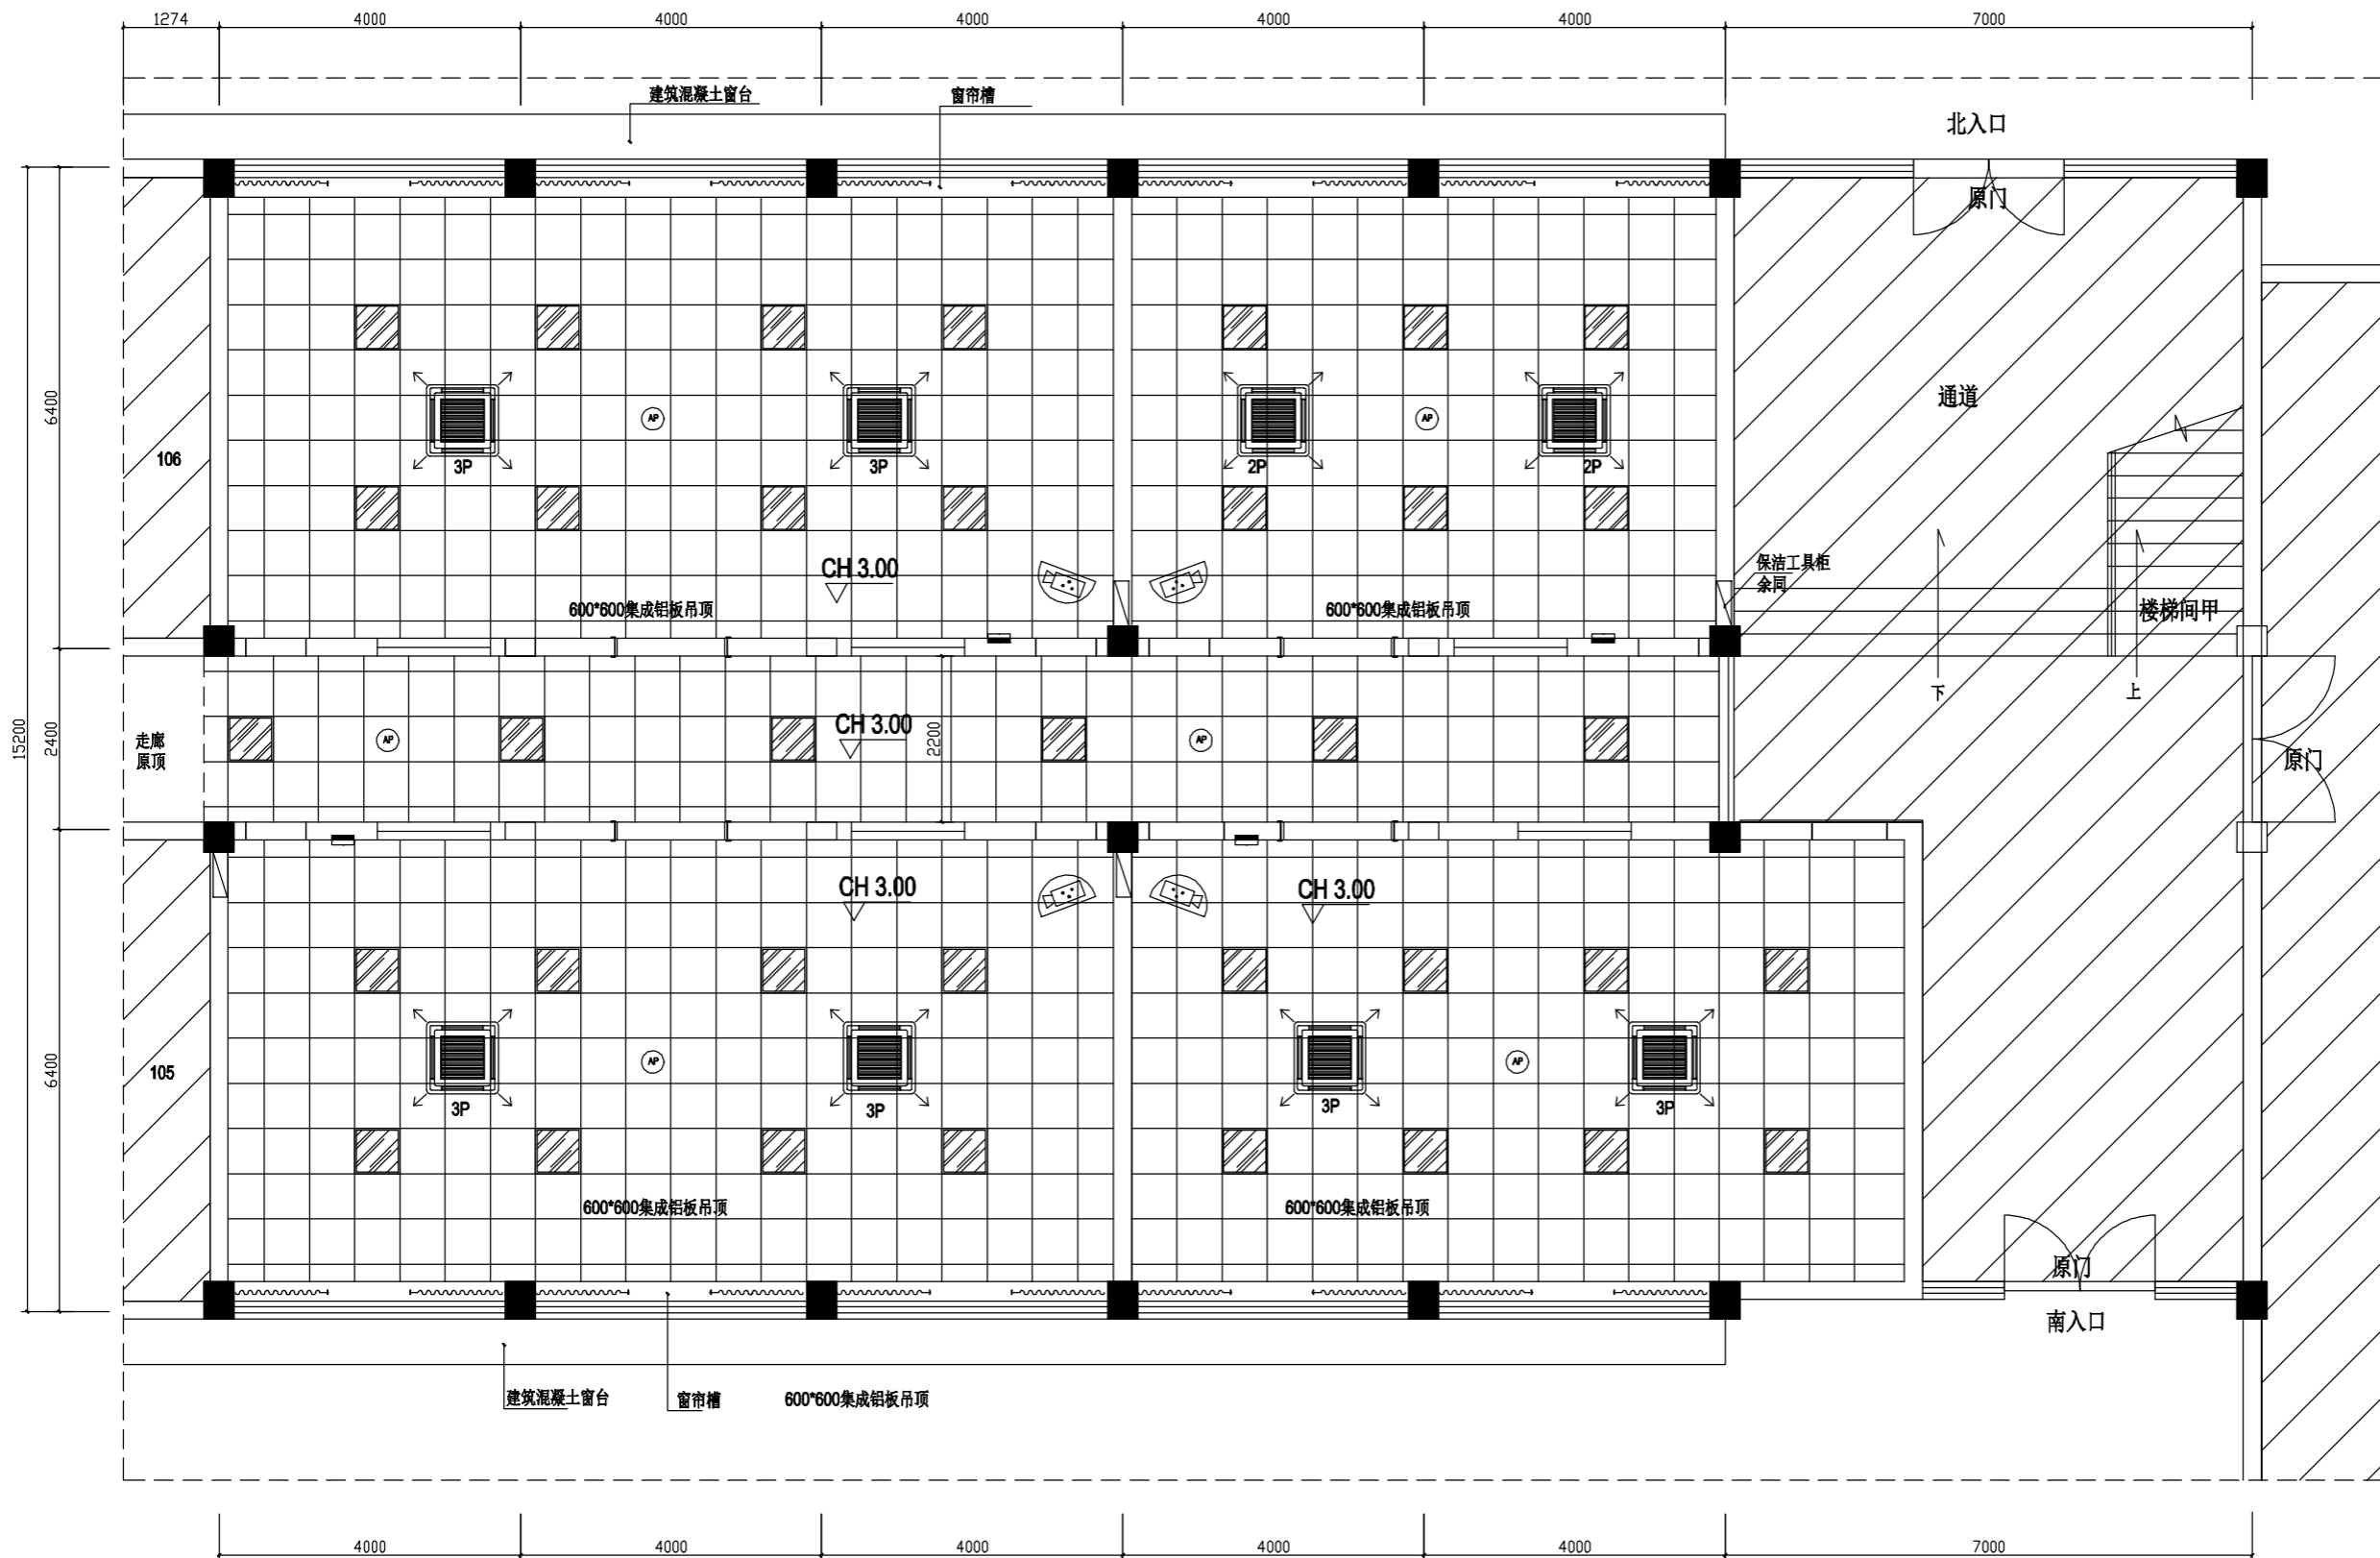 1274 4000 4000 4000 4000 4000 7000
建筑混凝土窗台 窗帘槽
北入口
原门
通道
6400
106
AP AP
3P 3P 2P 2P
CH 3.00
保洁工具柜
余同
600*600集成铝板吊顶 600*600集成铝板吊顶
楼梯间甲
下 上
15200
2400
走廊
原顶
AP
CH 3.00
2200
AP
原门
CH 3.00 CH 3.00
6400
105
AP AP
3P 3P 3P 3P
600*600集成铝板吊顶 600*600集成铝板吊顶
原门
南入口
建筑混凝土窗台 窗帘槽 600*600集成铝板吊顶
4000 4000 4000 4000 4000 7000